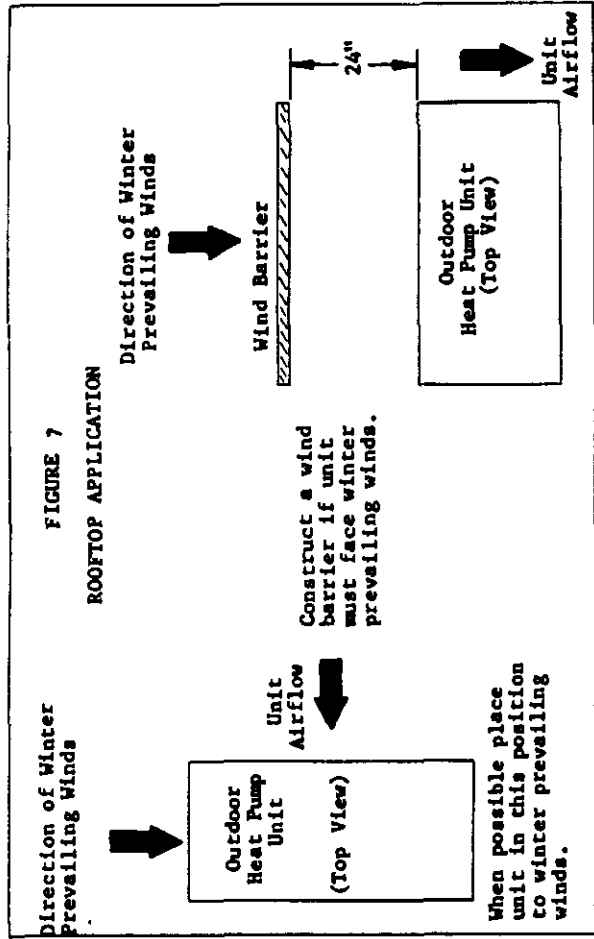 FIGURE 7
ROOFTOP APPLICATION
Direction of Winter
Prevailing Winds
Outdoor
Heat Pump
Unit
(Top View)
Unit
Airflow
When possible place
unit in this position
to winter prevailing
winds.
Construct a wind
barrier if unit
must face winter
prevailing winds.
Direction of Winter
Prevailing Winds
Wind Barrier
24"
Outdoor
Heat Pump Unit
(Top View)
Unit
Airflow